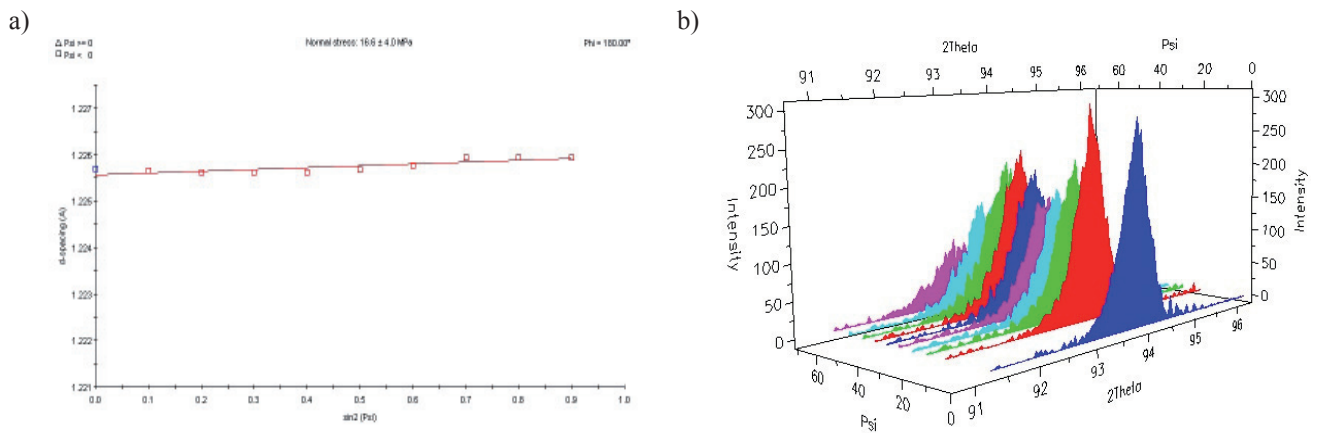 a)
Δ Psi >= 0
□ Psi < 0
Normal stress: 16.6 ± 4.0 MPa
Phi = 180.00°
d-spacing (A)
1.227
1.226
1.225
1.224
1.223
1.222
1.221
0.0 0.1 0.2 0.3 0.4 0.5 0.6 0.7 0.8 0.9 1.0
sin2 (Psi)
b)
2Theta
Psi
91 92 93 94 95 96 60 40 20 0
Intensity
300
250
200
150
100
50
0
300
250
200
150
100
50
0
Intensity
60 40 20 0
Psi
91 92 93 94 95 96
2Theta